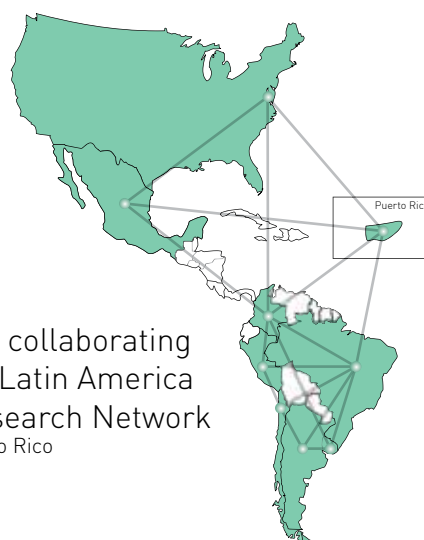 Puerto Ric
collaborating
Latin America
search Network
o Rico